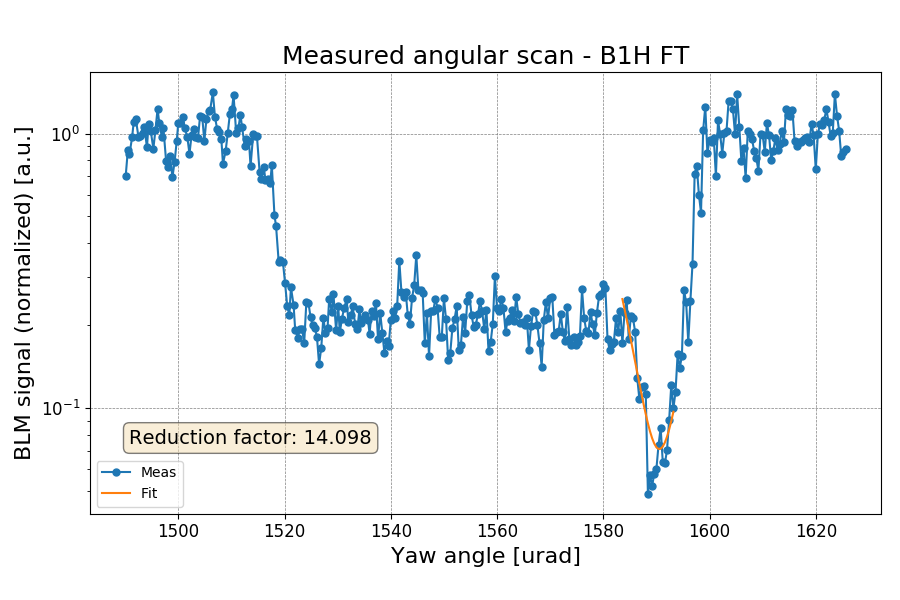 Measured angular scan - B1H FT
BLM signal (normalized) [a.u.]
10⁰
10⁻¹
Reduction factor: 14.098
Meas
Fit
1500 1520 1540 1560 1580 1600 1620
Yaw angle [urad]